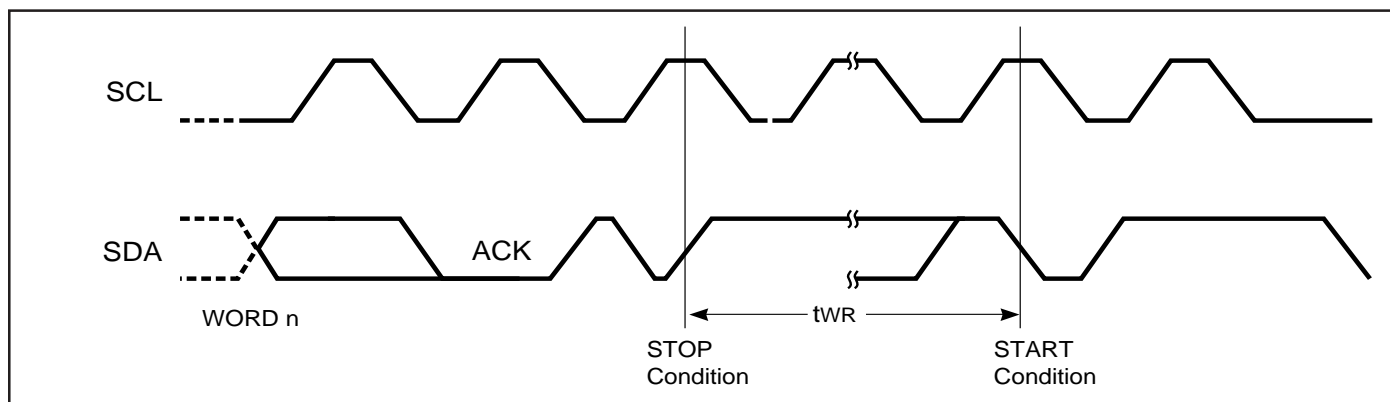 SCL
SDA
ACK
WORD n
tWR
STOP
Condition
START
Condition